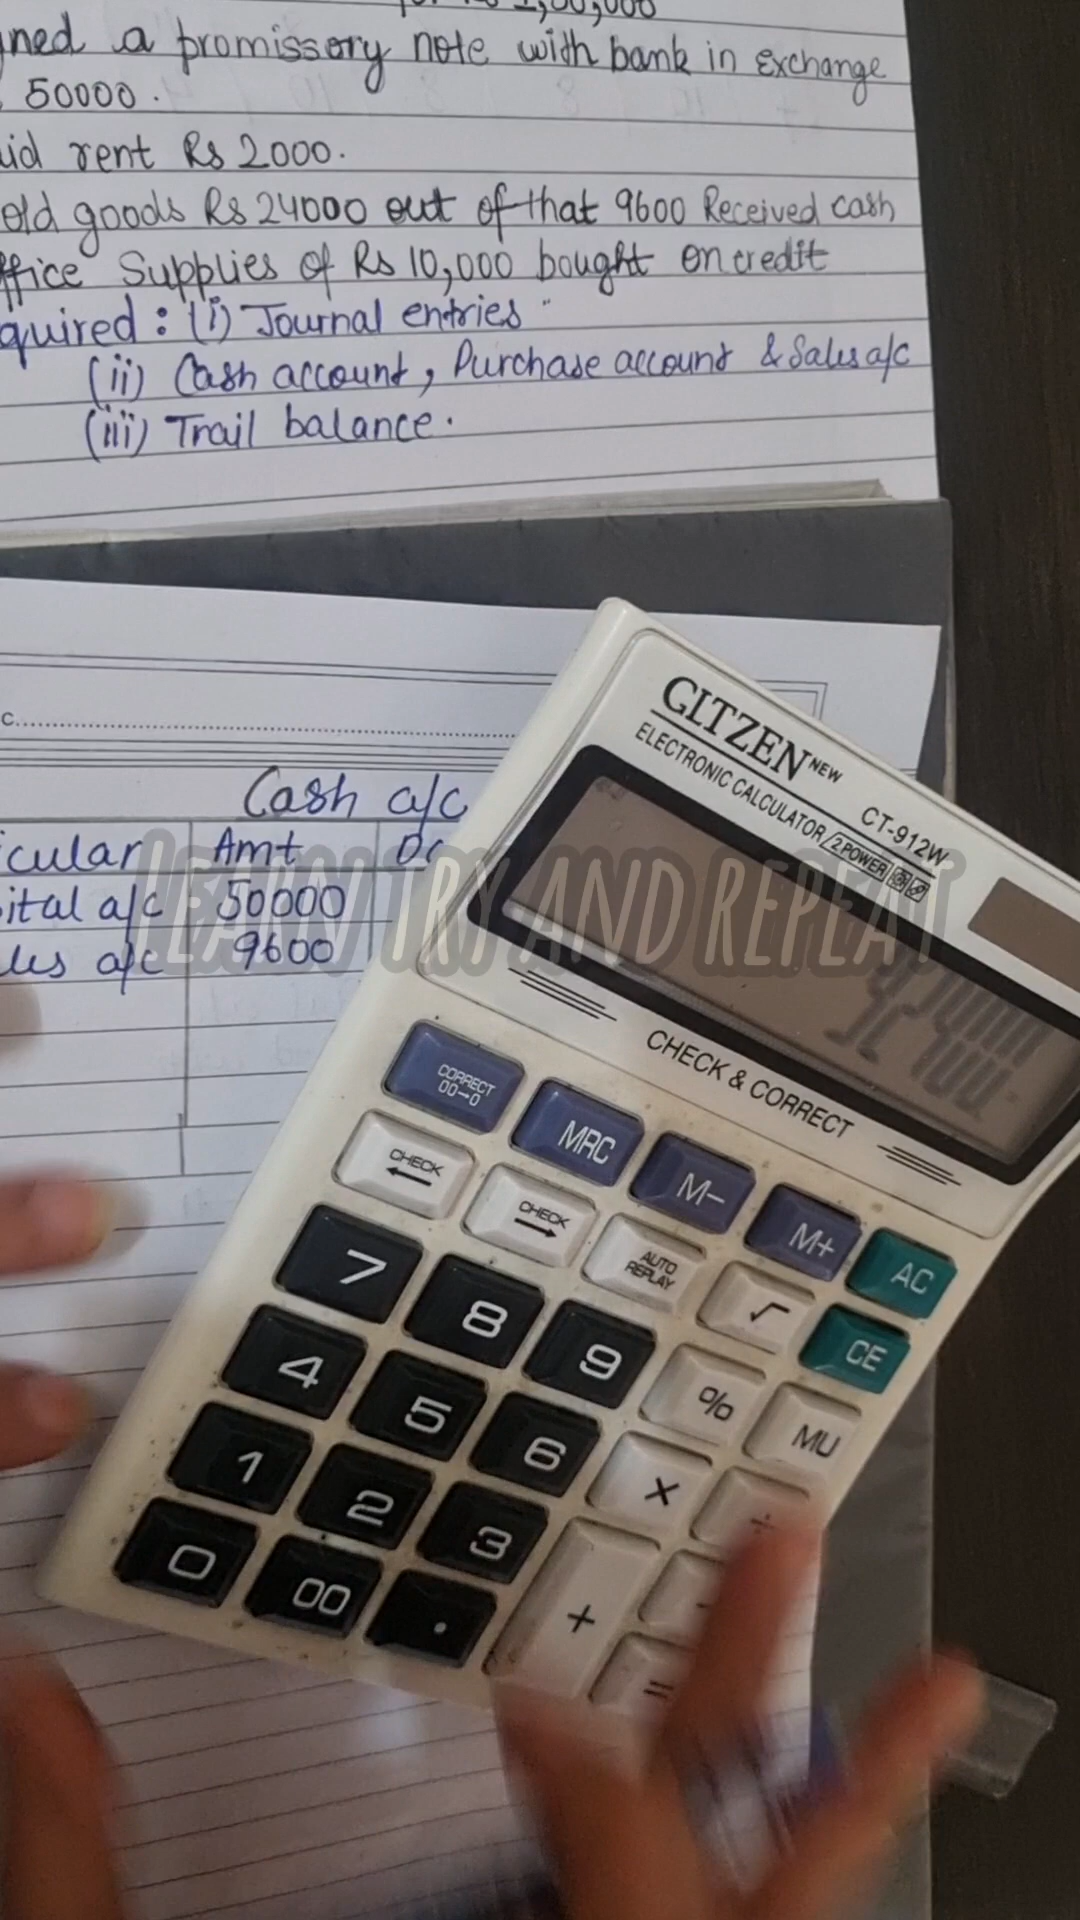 1,50,000
ned a promissory note with bank in exchange
50000.
id rent Rs 2000.
old goods Rs 24000 out of that 9600 Received cash
ffice Supplies of Rs 10,000 bought on credit
quired : (i) Journal entries
(ii) Cash account, Purchase account & Sales a/c
(iii) Trail balance.
c
Cash a/c
icular Amt
ital a/c 50000
les a/c 9600
LEARN TRY AND REPEAT
GITZEN NEW
ELECTRONIC CALCULATOR 2 POWER CT-912W
CHECK & CORRECT
CORRECT 00→0 MRC M- M+ AC
CHECK ← CHECK → AUTO REPLAY √ CE
7 8 9 % MU
4 5 6 × ÷
1 2 3 + -
0 00 . =